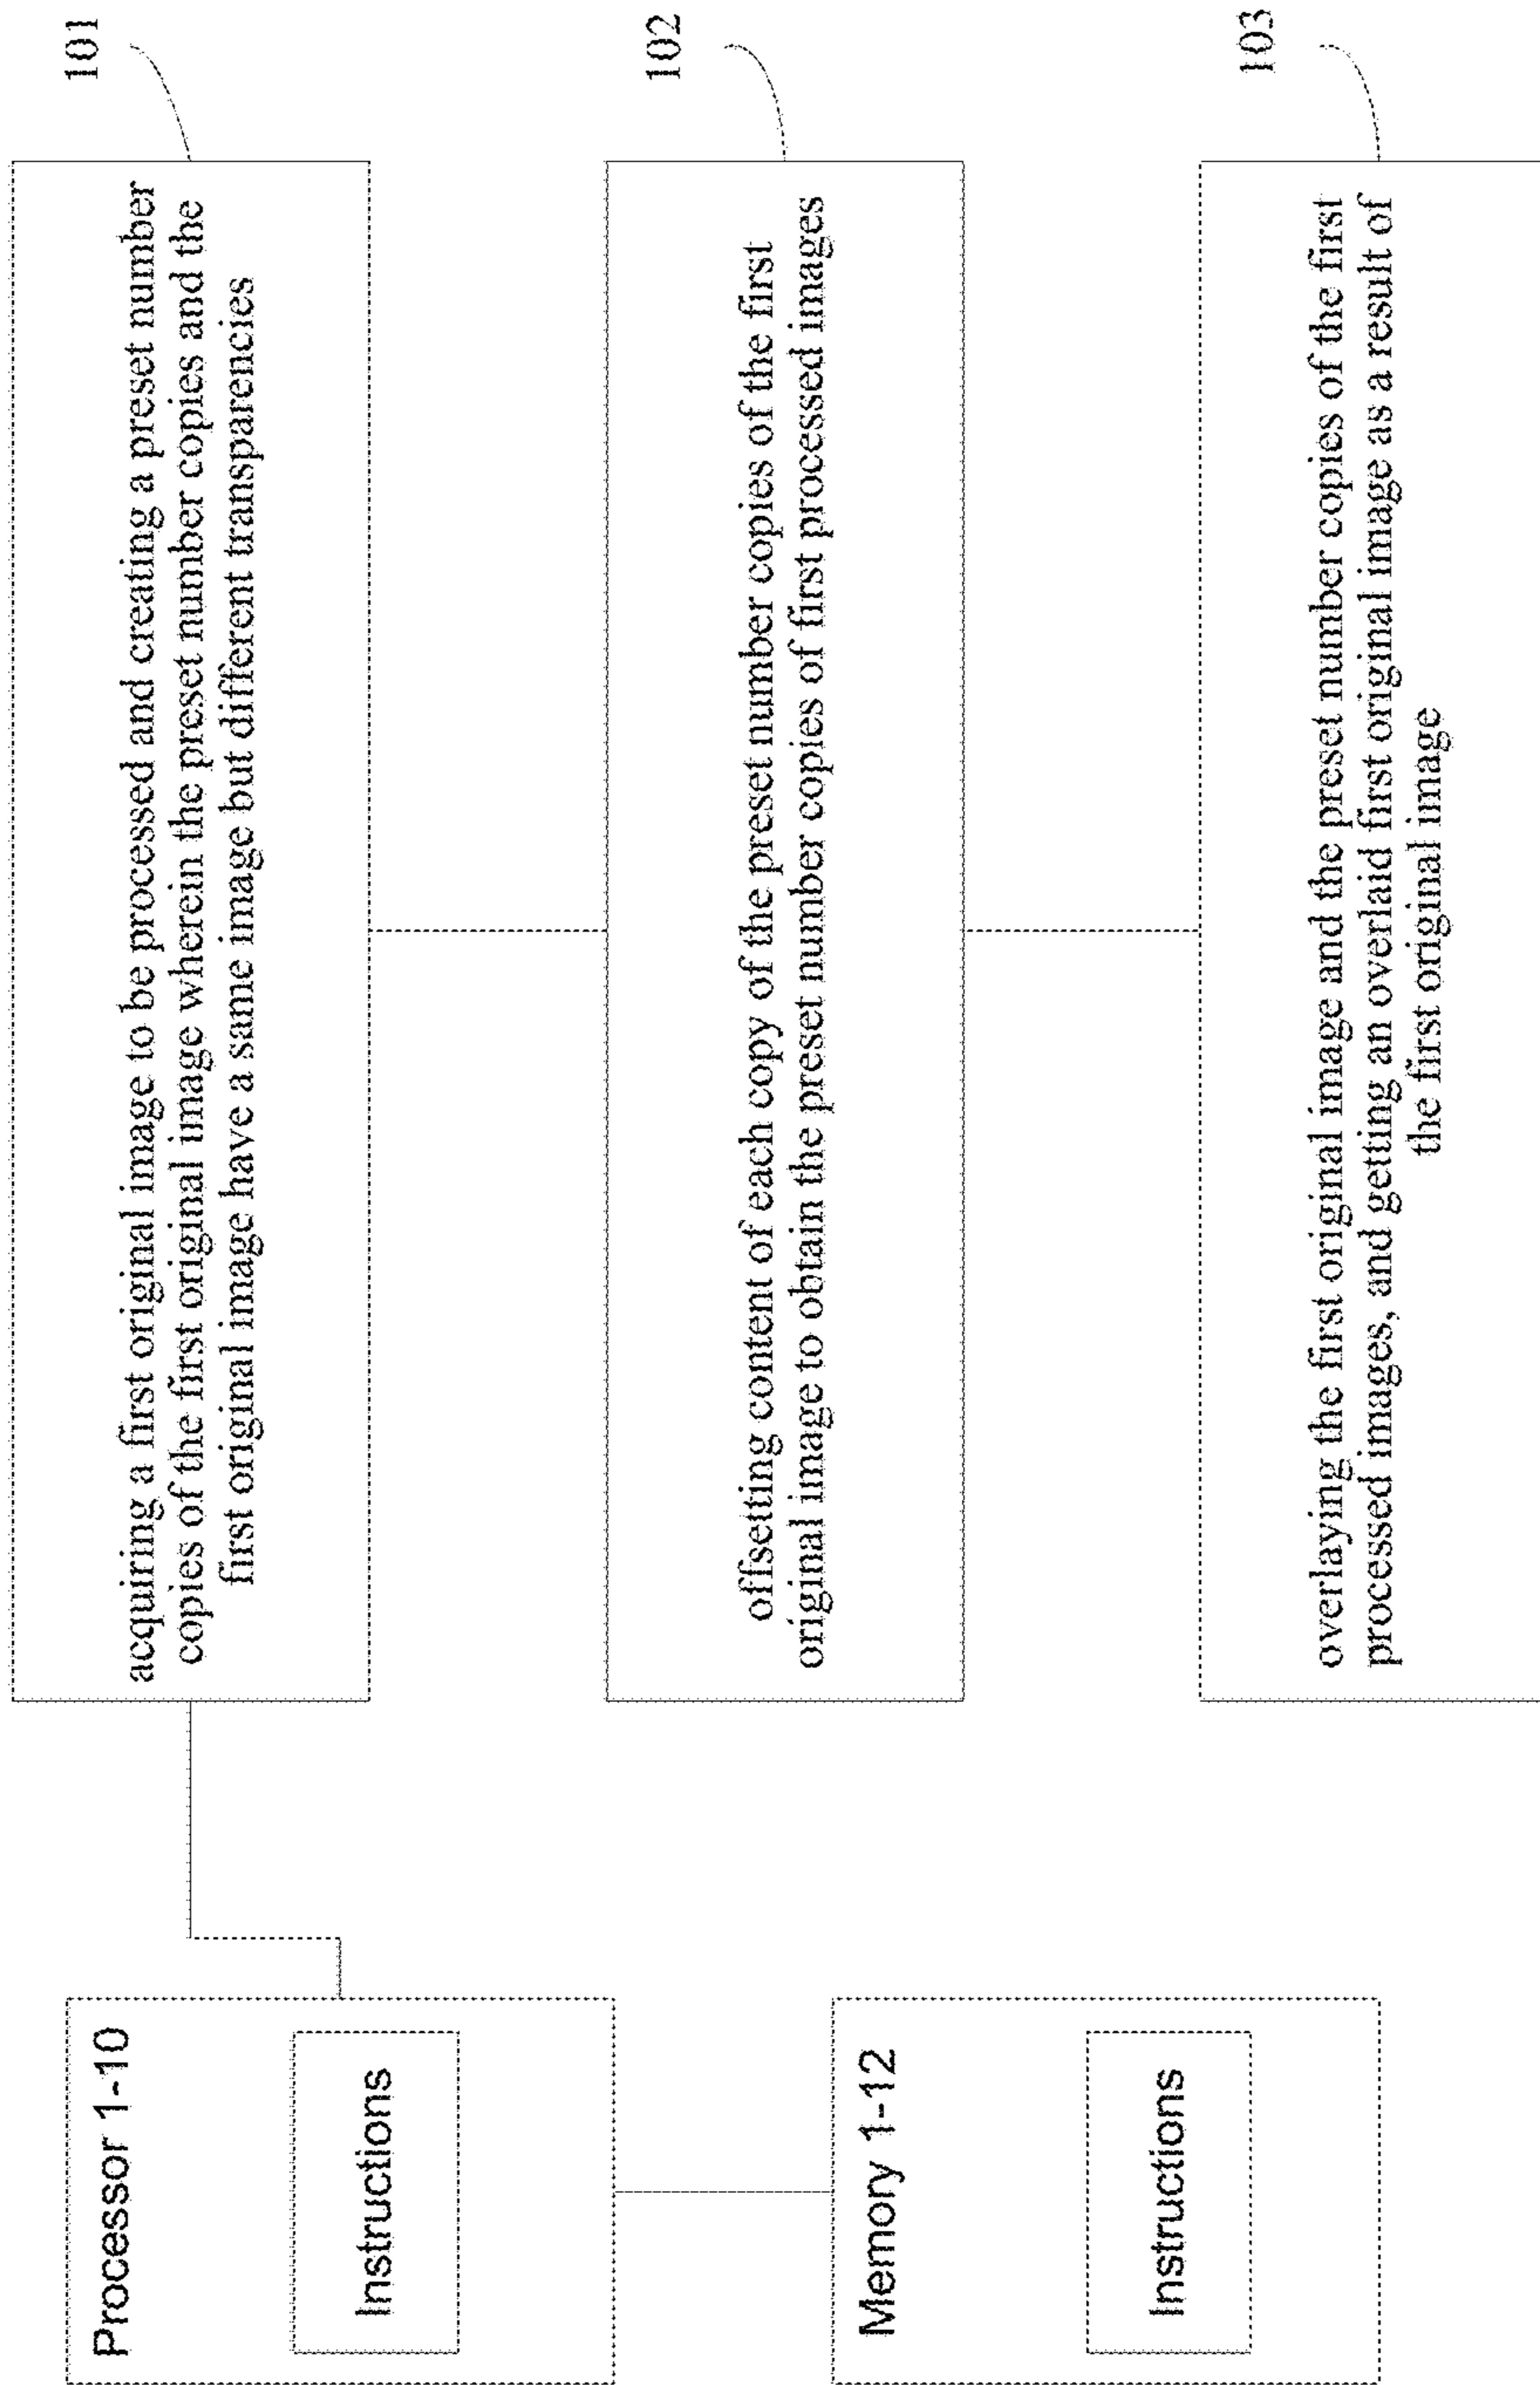 Processor 1-10
Instructions
Memory 1-12
Instructions
101
acquiring a first original image to be processed and creating a preset number
copies of the first original image wherein the preset number copies and the
first original image have a same image but different transparencies
102
offsetting content of each copy of the preset number copies of the first
original image to obtain the preset number copies of first processed images
103
overlaying the first original image and the preset number copies of the first
processed images, and getting an overlaid first original image as a result of
the first original image